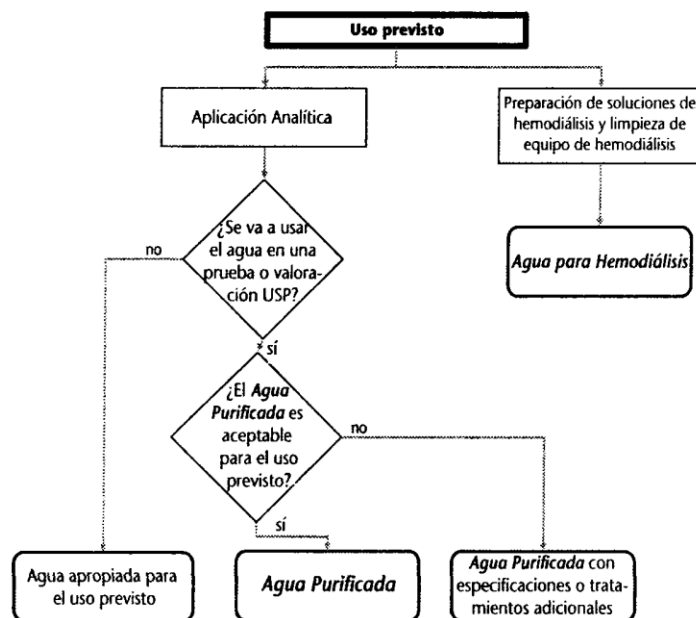 Uso previsto
Aplicación Analítica
Preparación de soluciones de
hemodiálisis y limpieza de
equipo de hemodiálisis
¿Se va a usar
el agua en una
prueba o valora-
ción USP?
no
Agua para Hemodiálisis
sí
¿El Agua
Purificada es
aceptable
para el uso
previsto?
no
sí
Agua apropiada para
el uso previsto
Agua Purificada
Agua Purificada con
especificaciones o trata-
mientos adicionales